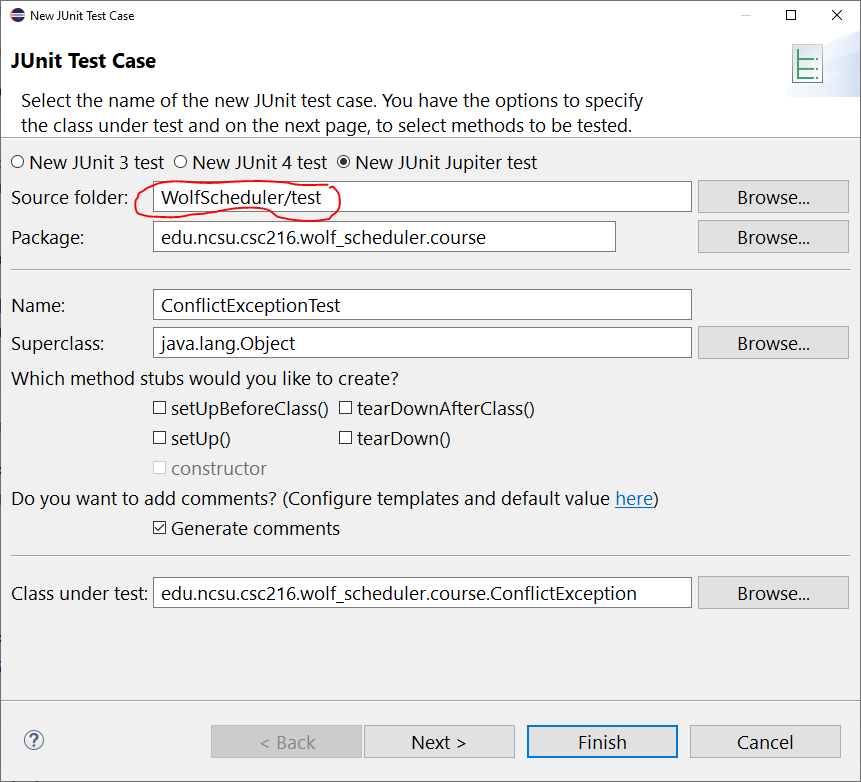 New JUnit Test Case
JUnit Test Case
Select the name of the new JUnit test case. You have the options to specify
the class under test and on the next page, to select methods to be tested.
New JUnit 3 test New JUnit 4 test New JUnit Jupiter test
Source folder: WolfScheduler/test Browse...
Package: edu.ncsu.csc216.wolf_scheduler.course Browse...
Name: ConflictExceptionTest
Superclass: java.lang.Object Browse...
Which method stubs would you like to create?
setUpBeforeClass() tearDownAfterClass()
setUp() tearDown()
constructor
Do you want to add comments? (Configure templates and default value here)
Generate comments
Class under test: edu.ncsu.csc216.wolf_scheduler.course.ConflictException Browse...
? < Back Next > Finish Cancel